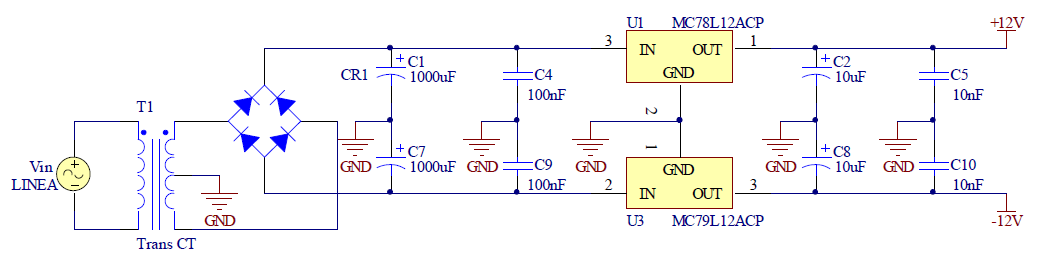 U1 MC78L12ACP +12V
3 IN OUT 1
GND
C1
1000uF
CR1
C4
100nF
C2
10uF
C5
10nF
T1
2
GND GND GND GND GND
Vin
LINEA
C7
1000uF
C9
100nF
1
GND
C8
10uF
C10
10nF
2 IN OUT 3
GND
U3 MC79L12ACP -12V
Trans CT